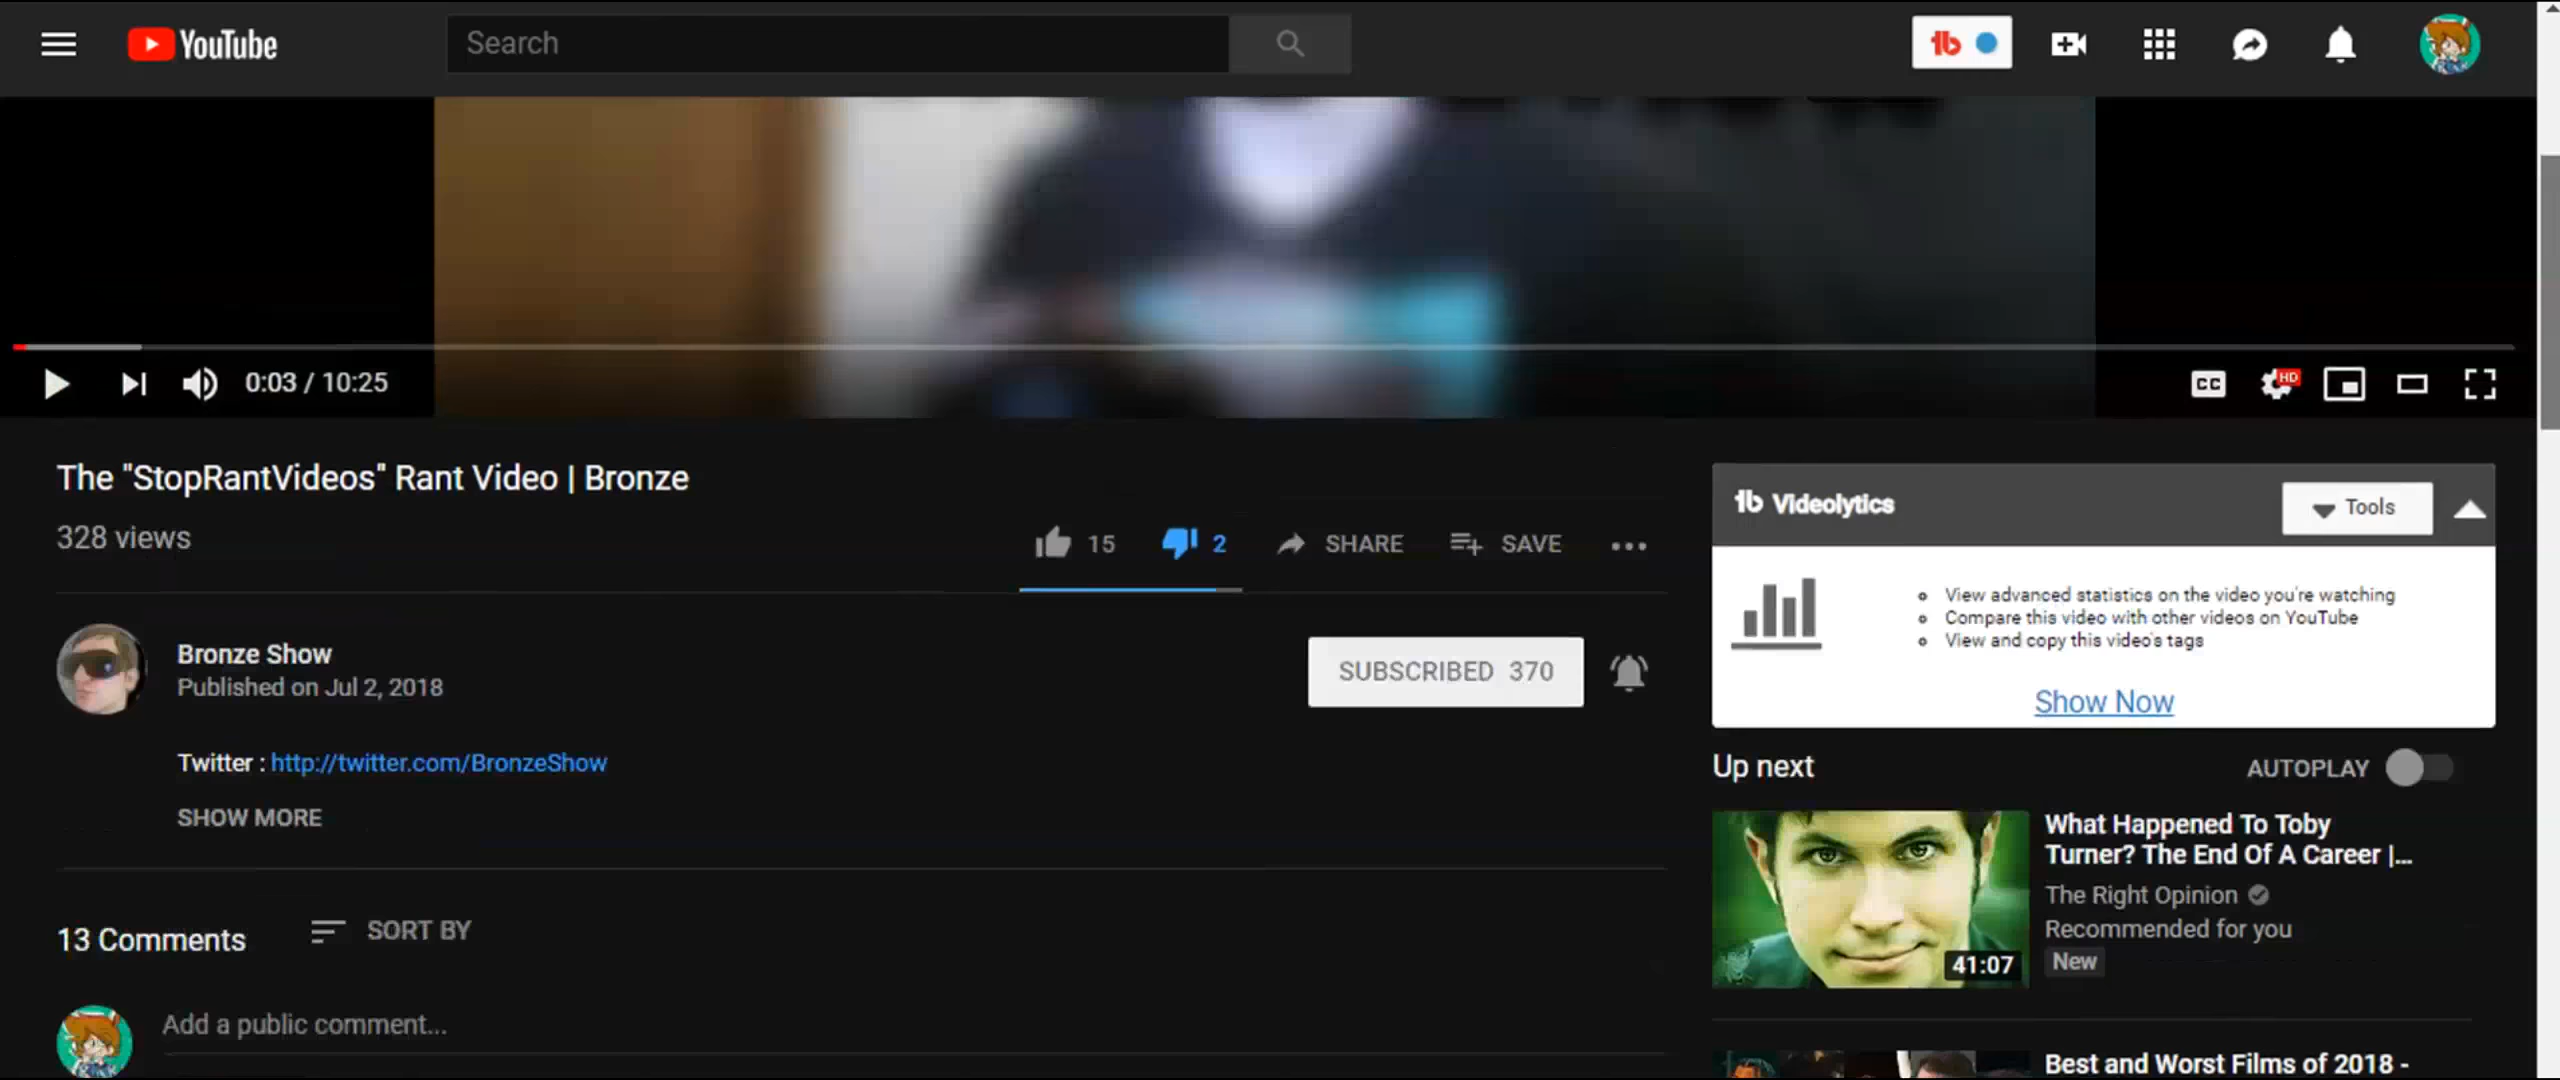 YouTube
Search
0:03 / 10:25
CC
HD
The "StopRantVideos" Rant Video | Bronze
328 views
15
2
SHARE
SAVE
Bronze Show
Published on Jul 2, 2018
SUBSCRIBED 370
Twitter : http://twitter.com/BronzeShow
SHOW MORE
13 Comments
SORT BY
Add a public comment...
tb Videolytics
Tools
View advanced statistics on the video you're watching
Compare this video with other videos on YouTube
View and copy this video's tags
Show Now
Up next
AUTOPLAY
41:07
What Happened To Toby
Turner? The End Of A Career |...
The Right Opinion
Recommended for you
New
Best and Worst Films of 2018 -